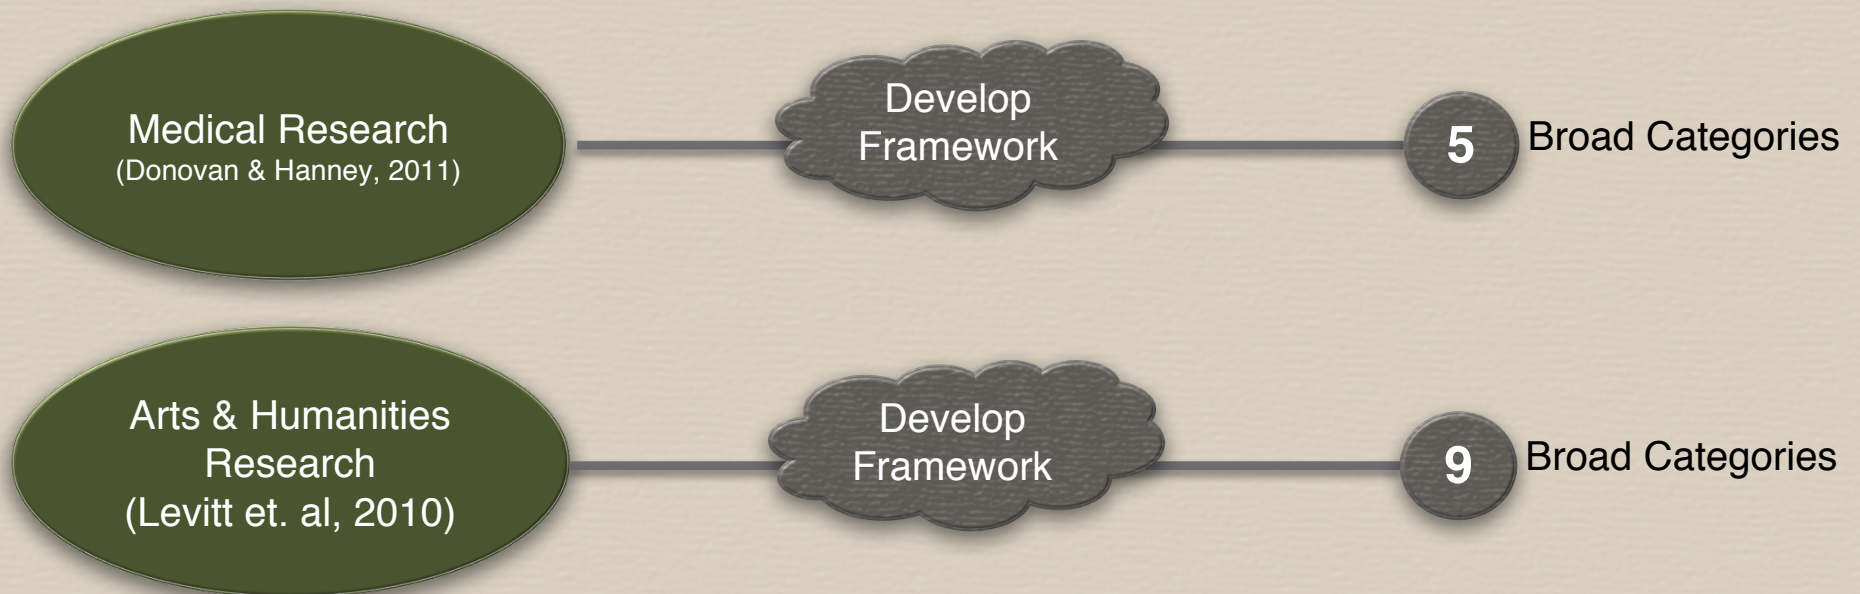 Medical Research
(Donovan & Hanney, 2011)
Develop
Framework
5
Broad Categories
Arts & Humanities
Research
(Levitt et. al, 2010)
Develop
Framework
9
Broad Categories